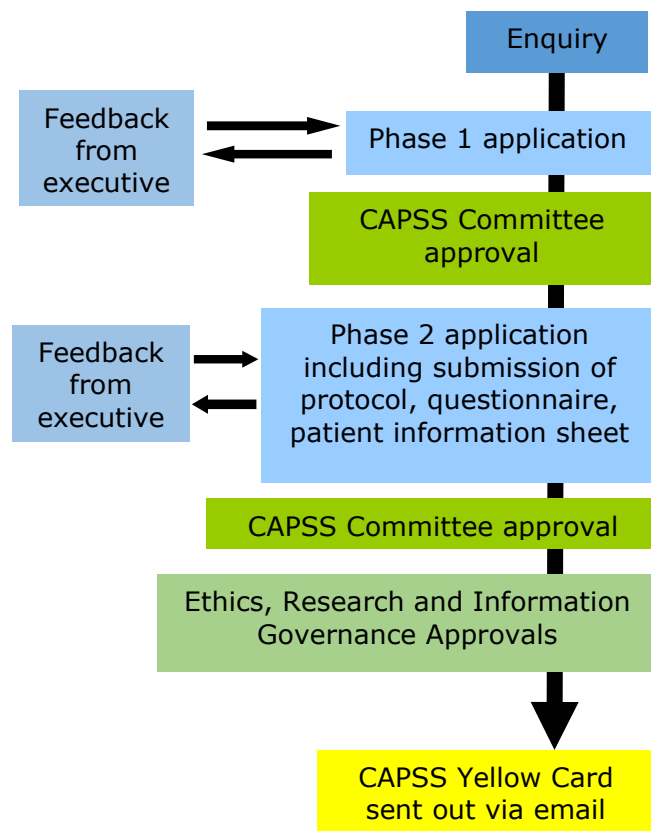 Enquiry
Feedback
from
executive
Phase 1 application
CAPSS Committee
approval
Feedback
from
executive
Phase 2 application
including submission of
protocol, questionnaire,
patient information sheet
CAPSS Committee approval
Ethics, Research and Information
Governance Approvals
CAPSS Yellow Card
sent out via email